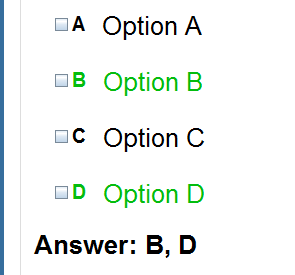 A Option A
B Option B
C Option C
D Option D
Answer: B, D